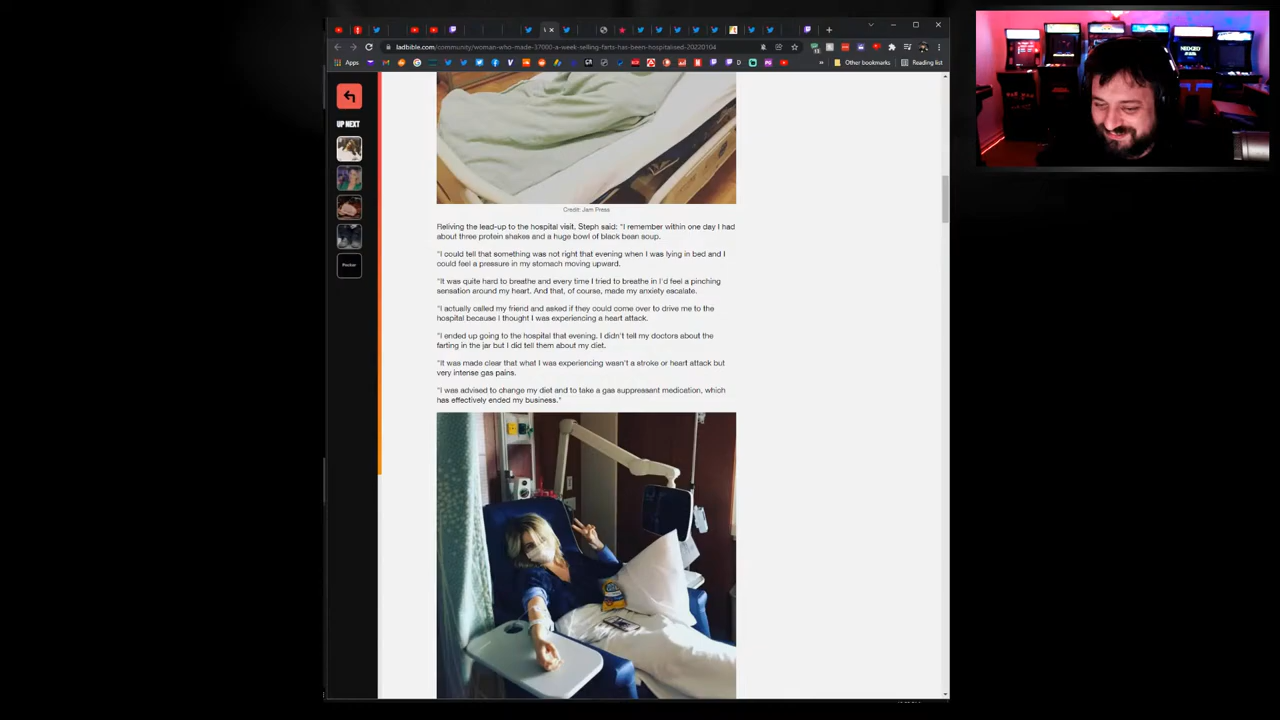 ladbible.com/community/woman-who-made-37000-a-week-selling-farts-has-been-hospitalised-20220104
Apps
Other bookmarks
Reading list
UP NEXT
Credit: Jam Press
Reliving the lead-up to the hospital visit, Steph said: "I remember within one day I had
about three protein shakes and a huge bowl of black bean soup.
"I could tell that something was not right that evening when I was lying in bed and I
could feel a pressure in my stomach moving upward.
"It was quite hard to breathe and every time I tried to breathe in I'd feel a pinching
sensation around my heart. And that, of course, made my anxiety escalate.
"I actually called my friend and asked if they could come over to drive me to the
hospital because I thought I was experiencing a heart attack.
"I ended up going to the hospital that evening. I didn't tell my doctors about the
farting in the jar but I did tell them about my diet.
"It was made clear that what I was experiencing wasn't a stroke or heart attack but
very intense gas pains.
"I was advised to change my diet and to take a gas suppressant medication, which
has effectively ended my business."